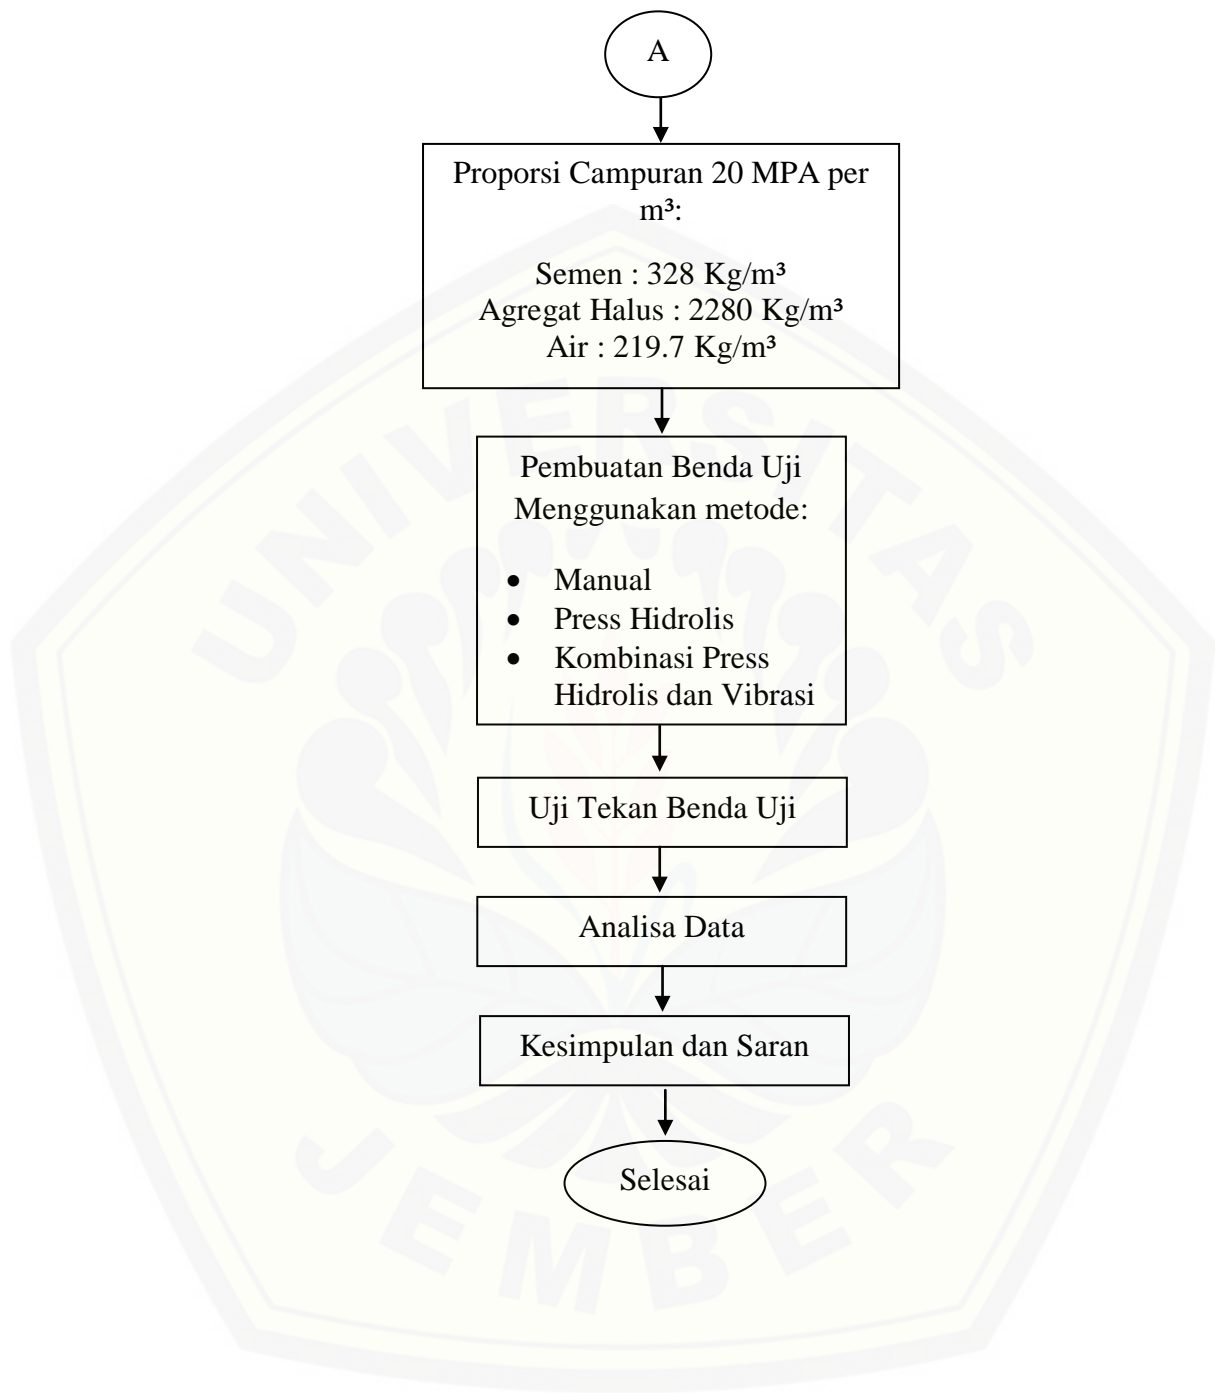 A
Proporsi Campuran 20 MPA per
m³:
Semen : 328 Kg/m³
Agregat Halus : 2280 Kg/m³
Air : 219.7 Kg/m³
Pembuatan Benda Uji
Menggunakan metode:
• Manual
• Press Hidrolis
• Kombinasi Press
Hidrolis dan Vibrasi
Uji Tekan Benda Uji
Analisa Data
Kesimpulan dan Saran
Selesai
UNIVERSITAS
JEMBER